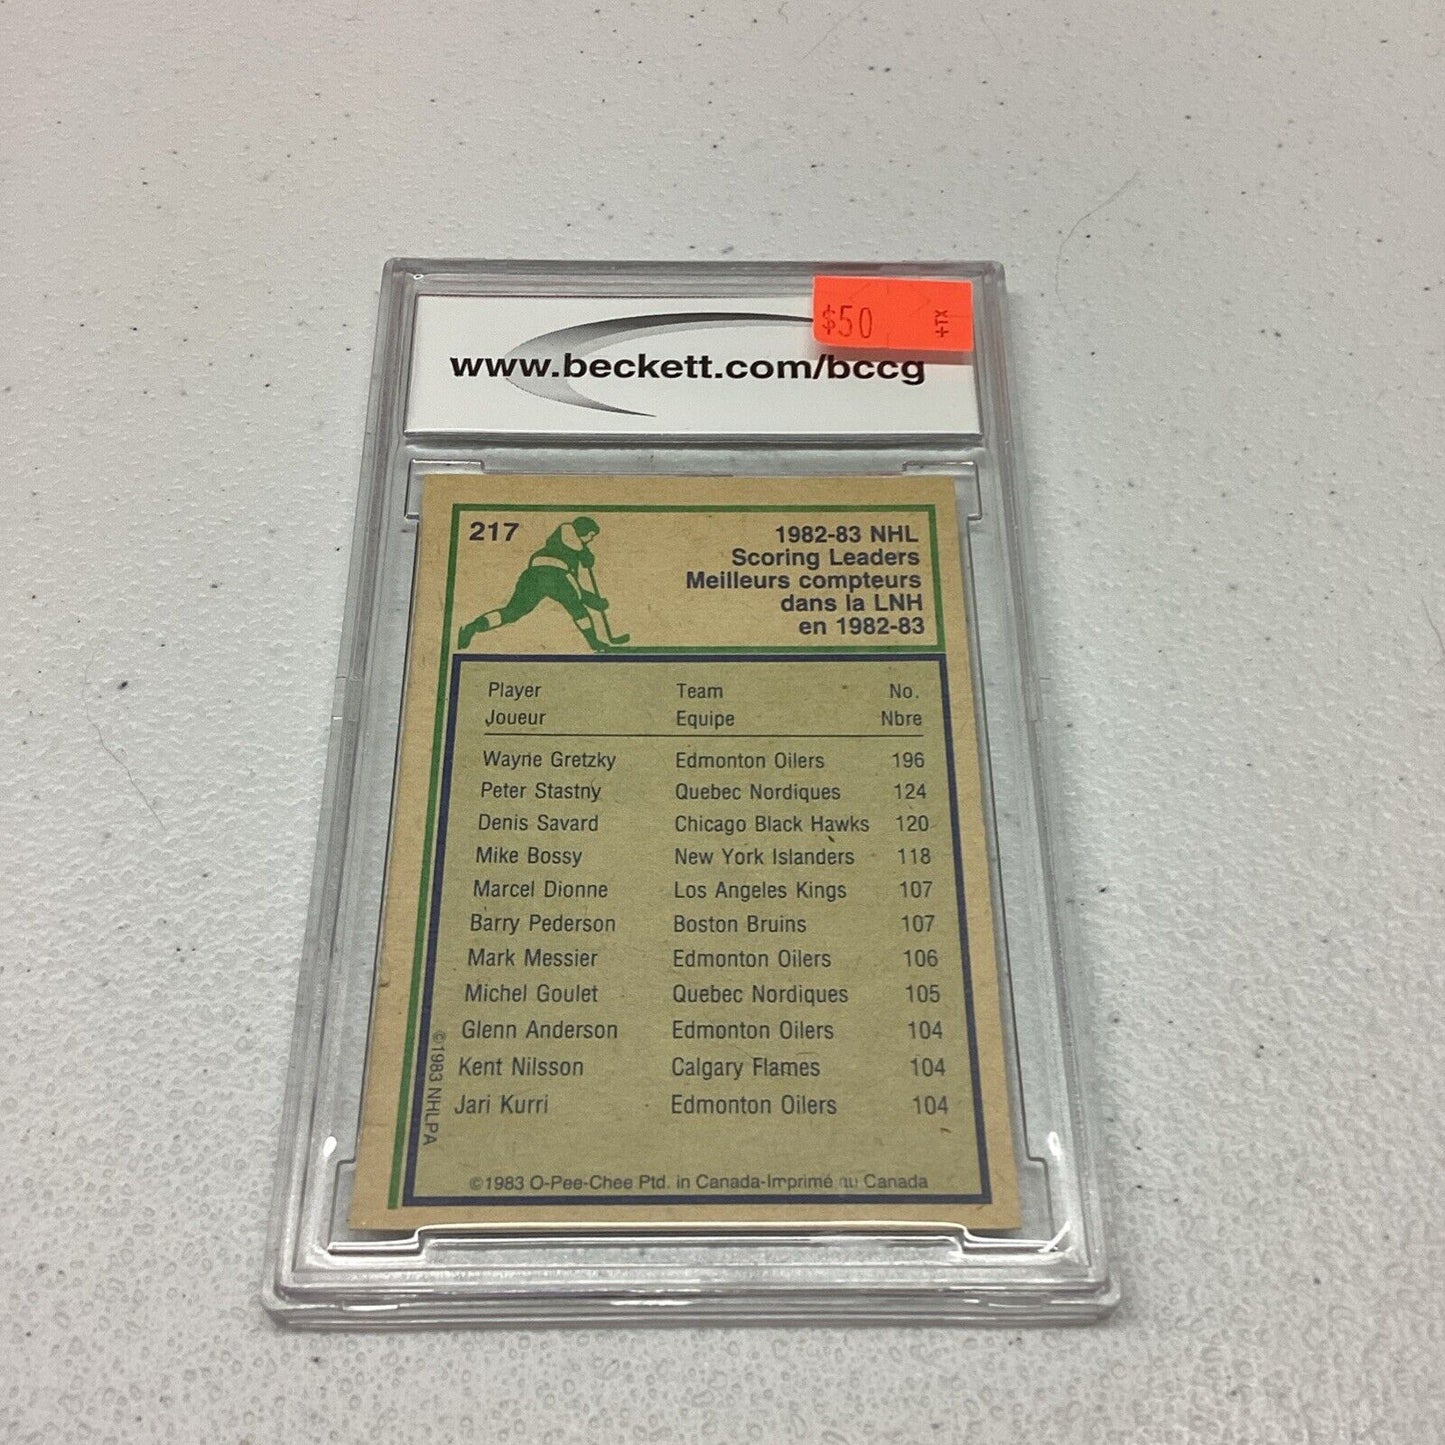 $50 +TX
www.beckett.com/bccg
217
1982-83 NHL
Scoring Leaders
Meilleurs compteurs
dans la LNH
en 1982-83
Player Team No.
Joueur Equipe Nbre
Wayne Gretzky Edmonton Oilers 196
Peter Stastny Quebec Nordiques 124
Denis Savard Chicago Black Hawks 120
Mike Bossy New York Islanders 118
Marcel Dionne Los Angeles Kings 107
Barry Pederson Boston Bruins 107
Mark Messier Edmonton Oilers 106
Michel Goulet Quebec Nordiques 105
Glenn Anderson Edmonton Oilers 104
Kent Nilsson Calgary Flames 104
Jari Kurri Edmonton Oilers 104
©1983 NHLPA
©1983 O-Pee-Chee Ptd. in Canada-Imprimé au Canada